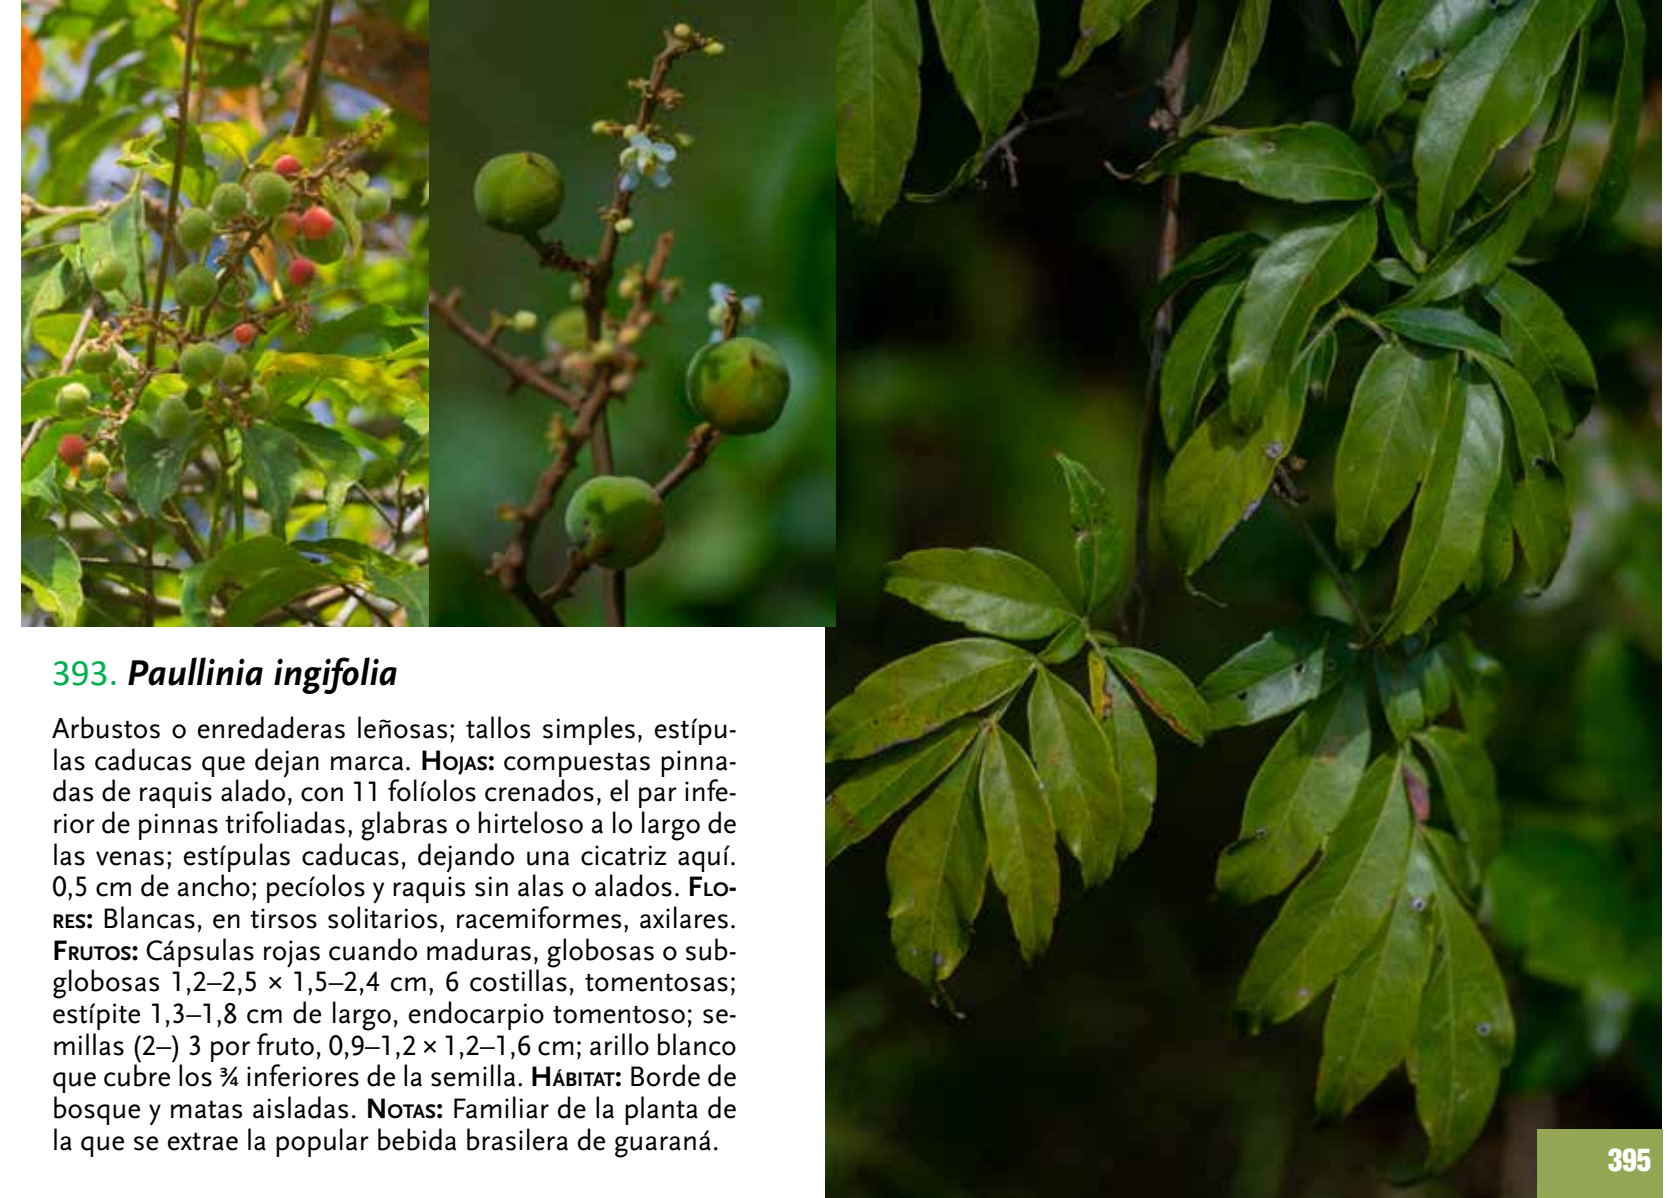 393. Paullinia ingifolia
Arbustos o enredaderas leñosas; tallos simples, estípu-
las caducas que dejan marca. Hojas: compuestas pinna-
das de raquis alado, con 11 folíolos crenados, el par infe-
rior de pinnas trifoliadas, glabras o hirteloso a lo largo de
las venas; estípulas caducas, dejando una cicatriz aquí.
0,5 cm de ancho; pecíolos y raquis sin alas o alados. Flo-
res: Blancas, en tirsos solitarios, racemiformes, axilares.
Frutos: Cápsulas rojas cuando maduras, globosas o sub-
globosas 1,2–2,5 × 1,5–2,4 cm, 6 costillas, tomentosas;
estípite 1,3–1,8 cm de largo, endocarpio tomentoso; se-
millas (2–) 3 por fruto, 0,9–1,2 × 1,2–1,6 cm; arillo blanco
que cubre los ¾ inferiores de la semilla. Hábitat: Borde de
bosque y matas aisladas. Notas: Familiar de la planta de
la que se extrae la popular bebida brasilera de guaraná.
395